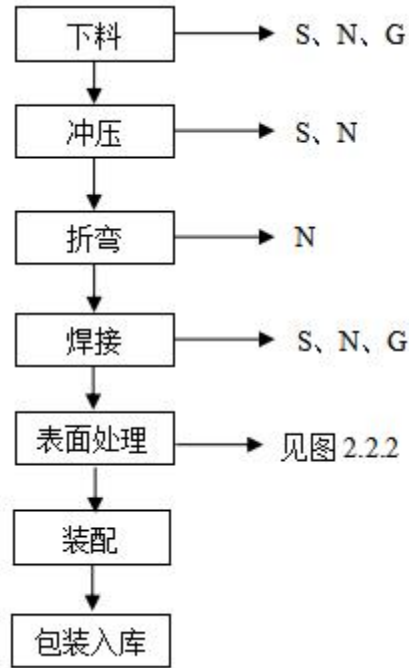 下料 S、N、G
冲压 S、N
折弯 N
焊接 S、N、G
表面处理 见图 2.2.2
装配
包装入库